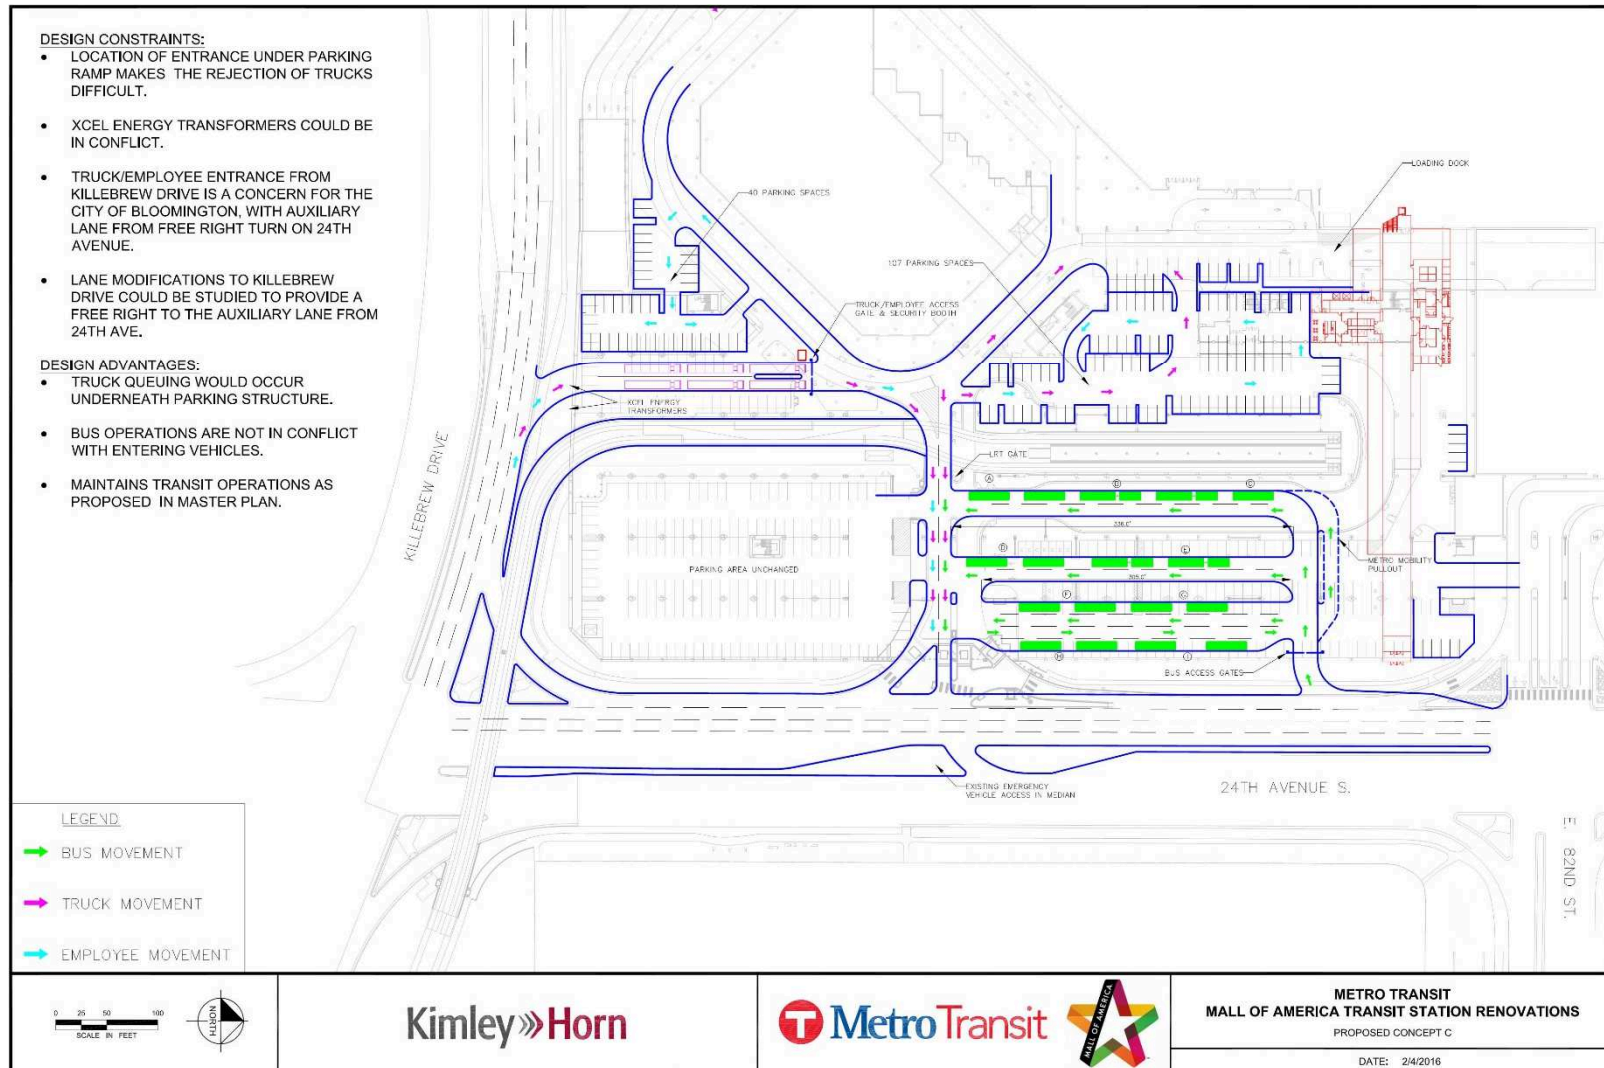 DESIGN CONSTRAINTS:
• LOCATION OF ENTRANCE UNDER PARKING
RAMP MAKES THE REJECTION OF TRUCKS
DIFFICULT.
• XCEL ENERGY TRANSFORMERS COULD BE
IN CONFLICT.
• TRUCK/EMPLOYEE ENTRANCE FROM
KILLEBREW DRIVE IS A CONCERN FOR THE
CITY OF BLOOMINGTON, WITH AUXILIARY
LANE FROM FREE RIGHT TURN ON 24TH
AVENUE.
• LANE MODIFICATIONS TO KILLEBREW
DRIVE COULD BE STUDIED TO PROVIDE A
FREE RIGHT TO THE AUXILIARY LANE FROM
24TH AVE.
DESIGN ADVANTAGES:
• TRUCK QUEUING WOULD OCCUR
UNDERNEATH PARKING STRUCTURE.
• BUS OPERATIONS ARE NOT IN CONFLICT
WITH ENTERING VEHICLES.
• MAINTAINS TRANSIT OPERATIONS AS
PROPOSED IN MASTER PLAN.
LOADING DOCK
40 PARKING SPACES
107 PARKING SPACES
TRUCK/EMPLOYEE ACCESS
GATE & SECURITY BOOTH
XCEL ENERGY
TRANSFORMERS
KILLEBREW DRIVE
LRT GATE
A
B
C
236.0'
D
E
PARKING AREA UNCHANGED
METRO MOBILITY
PULLOUT
305.0'
F
G
H
I
BUS ACCESS GATES
EXISTING EMERGENCY
VEHICLE ACCESS IN MEDIAN
24TH AVENUE S.
E. 82ND ST.
LEGEND
BUS MOVEMENT
TRUCK MOVEMENT
EMPLOYEE MOVEMENT
0 25 50 100
SCALE IN FEET
NORTH
Kimley»Horn
T MetroTransit
MALL OF AMERICA
METRO TRANSIT
MALL OF AMERICA TRANSIT STATION RENOVATIONS
PROPOSED CONCEPT C
DATE: 2/4/2016